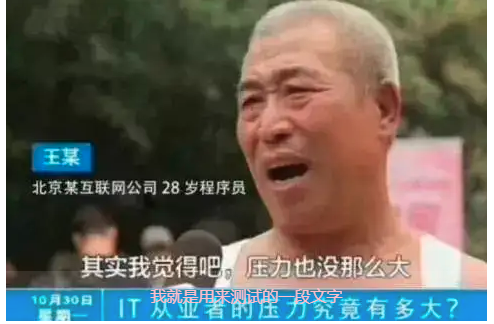 王某
北京某互联网公司 28 岁程序员
其实我觉得吧，压力也没那么大
10月30日
星期一
我就是用来测试的一段文字
IT 从业者的压力究竟有多大？